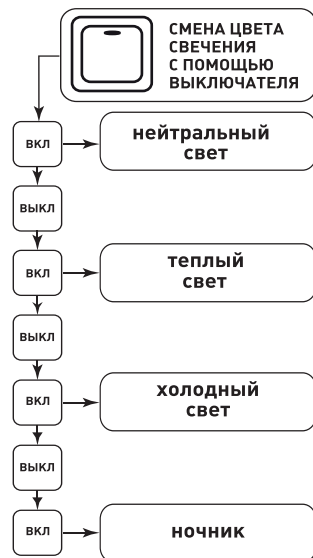 СМЕНА ЦВЕТА
СВЕЧЕНИЯ
С ПОМОЩЬЮ
ВЫКЛЮЧАТЕЛЯ
ВКЛ
нейтральный
свет
ВЫКЛ
ВКЛ
теплый
свет
ВЫКЛ
ВКЛ
холодный
свет
ВЫКЛ
ВКЛ
ночник